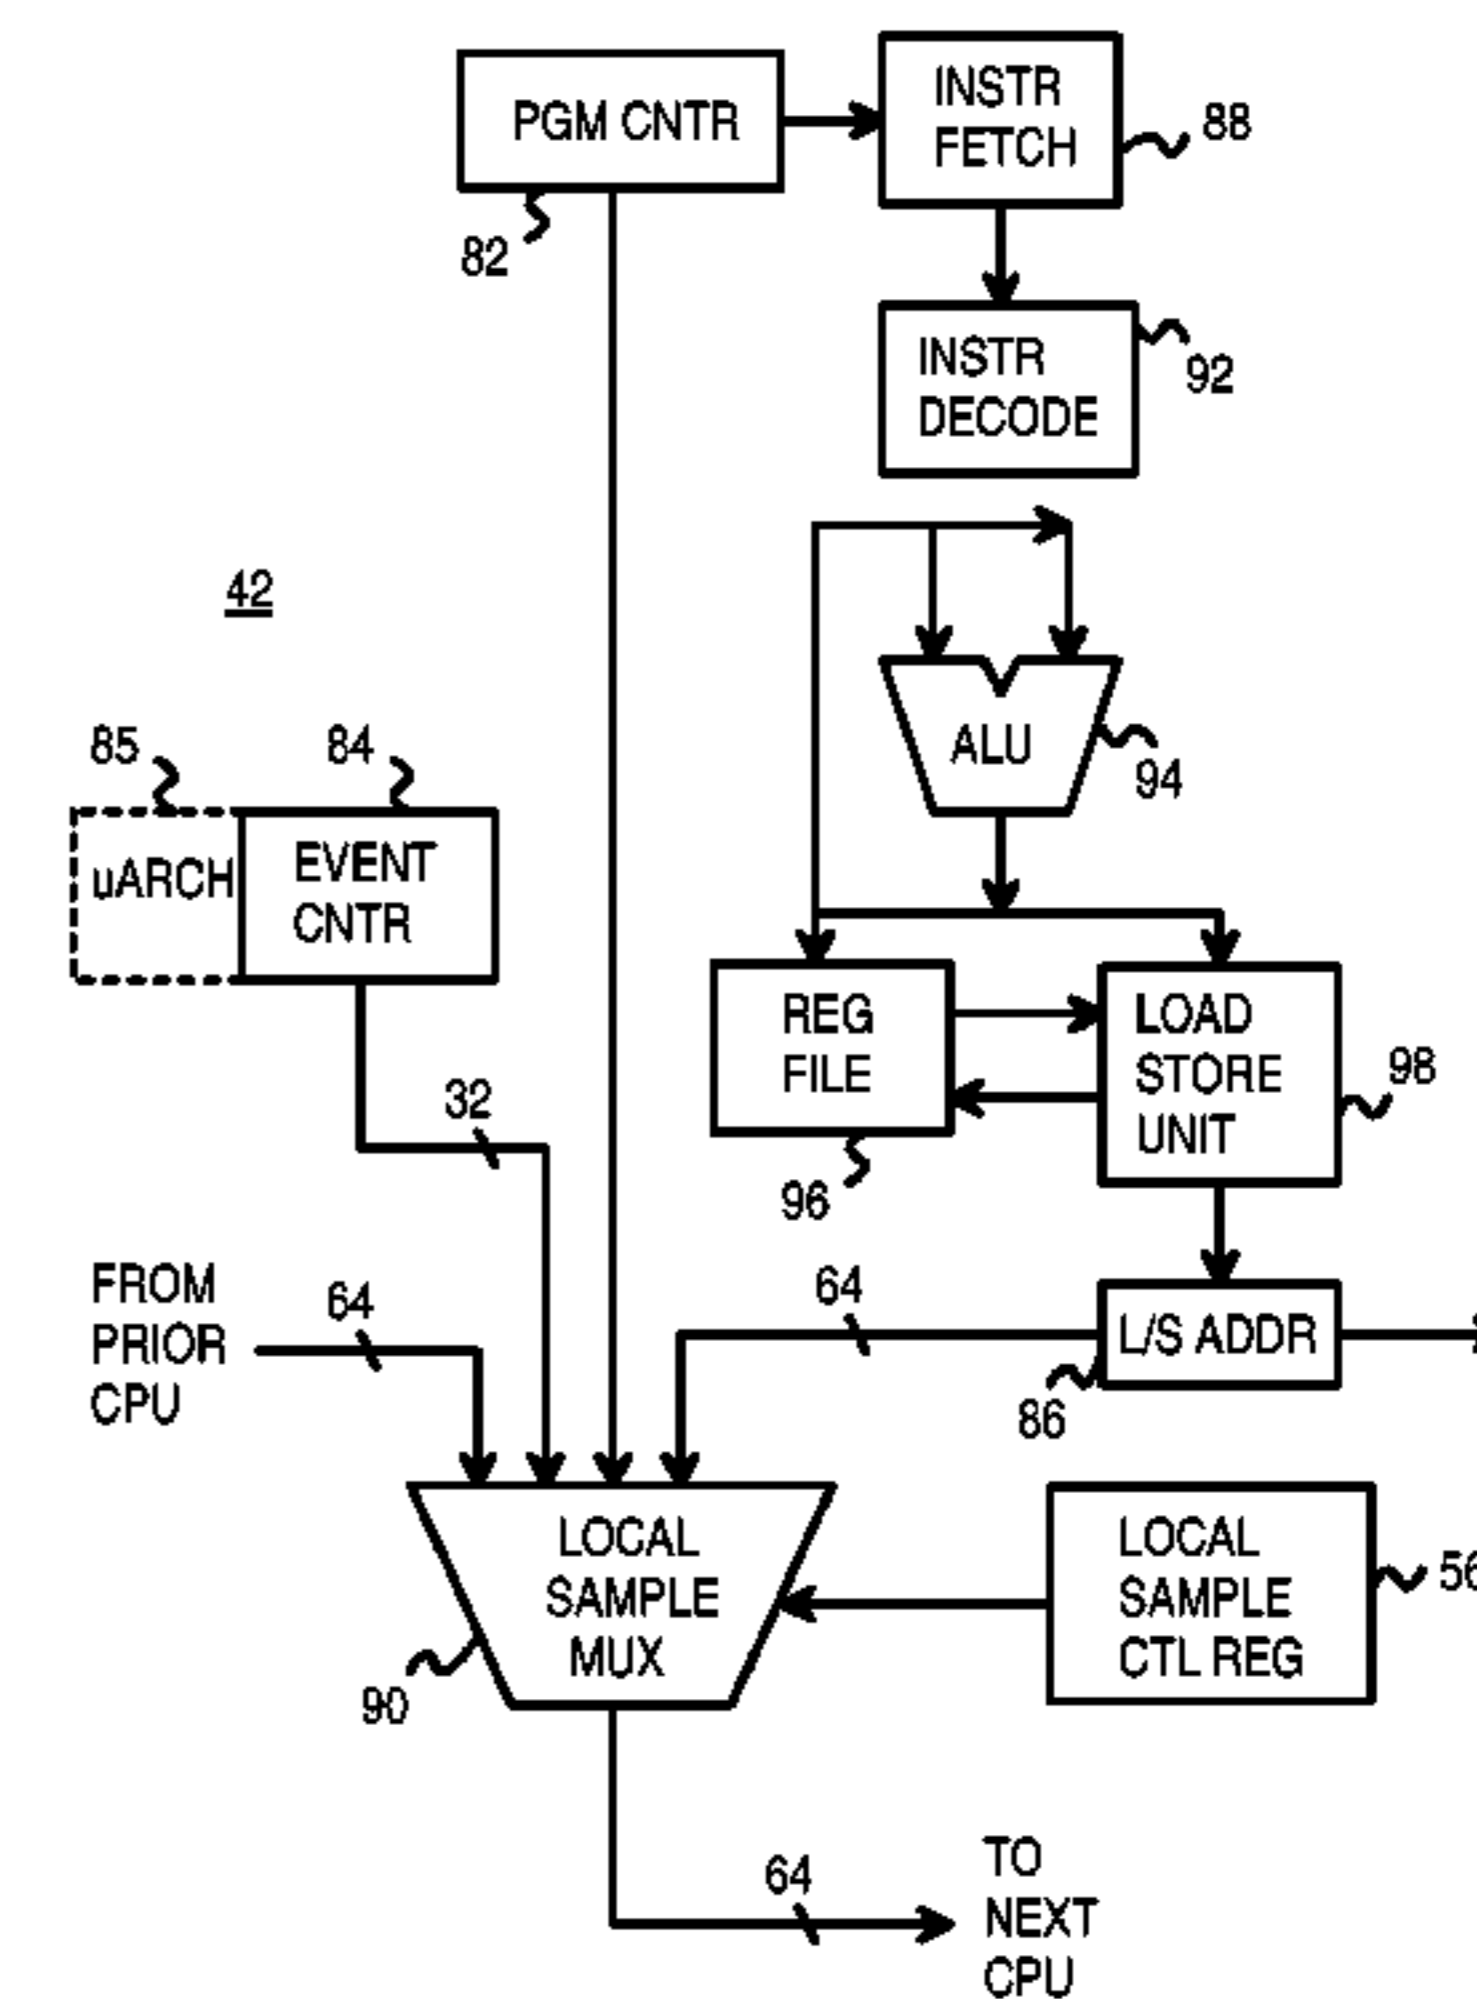 PGM CNTR
82
INSTR
FETCH
88
INSTR
DECODE
92
42
ALU
94
85
84
uARCH
EVENT
CNTR
32
REG
FILE
96
LOAD
STORE
UNIT
98
FROM
PRIOR
CPU
64
64
L/S ADDR
86
LOCAL
SAMPLE
MUX
90
LOCAL
SAMPLE
CTL REG
56
64
TO
NEXT
CPU